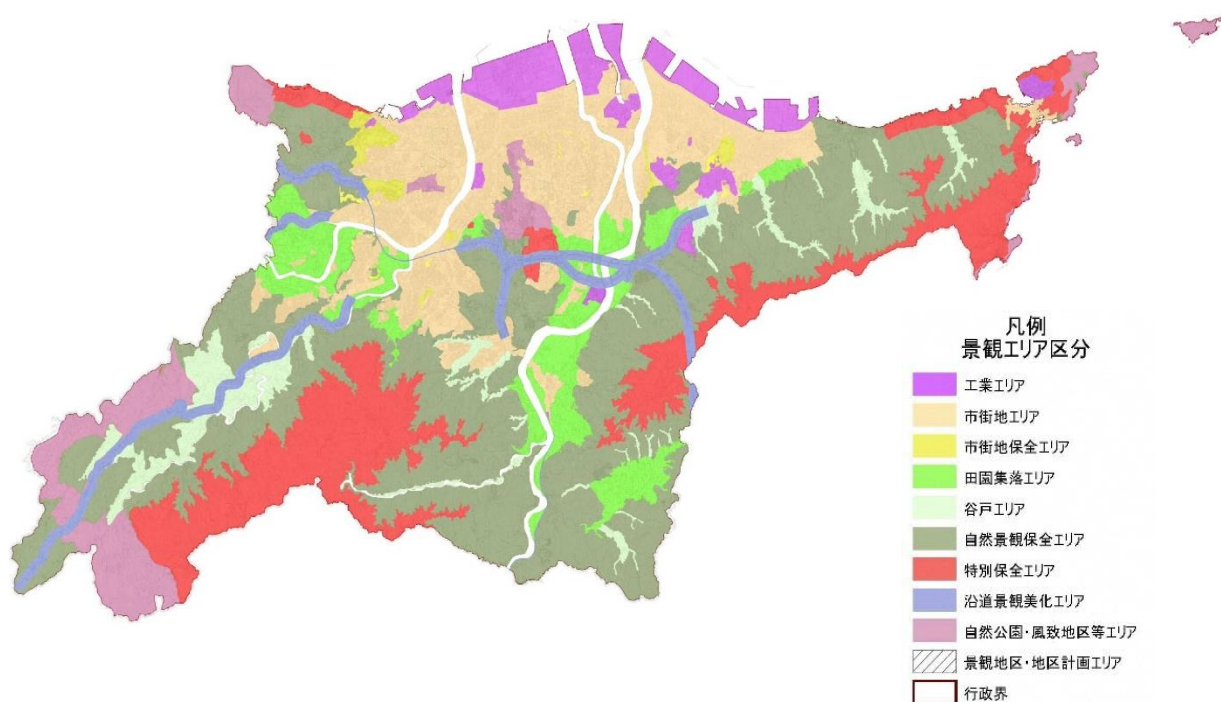 凡例
景観エリア区分
工業エリア
市街地エリア
市街地保全エリア
田園集落エリア
谷戸エリア
自然景観保全エリア
特別保全エリア
沿道景観美化エリア
自然公園・風致地区等エリア
景観地区・地区計画エリア
行政界